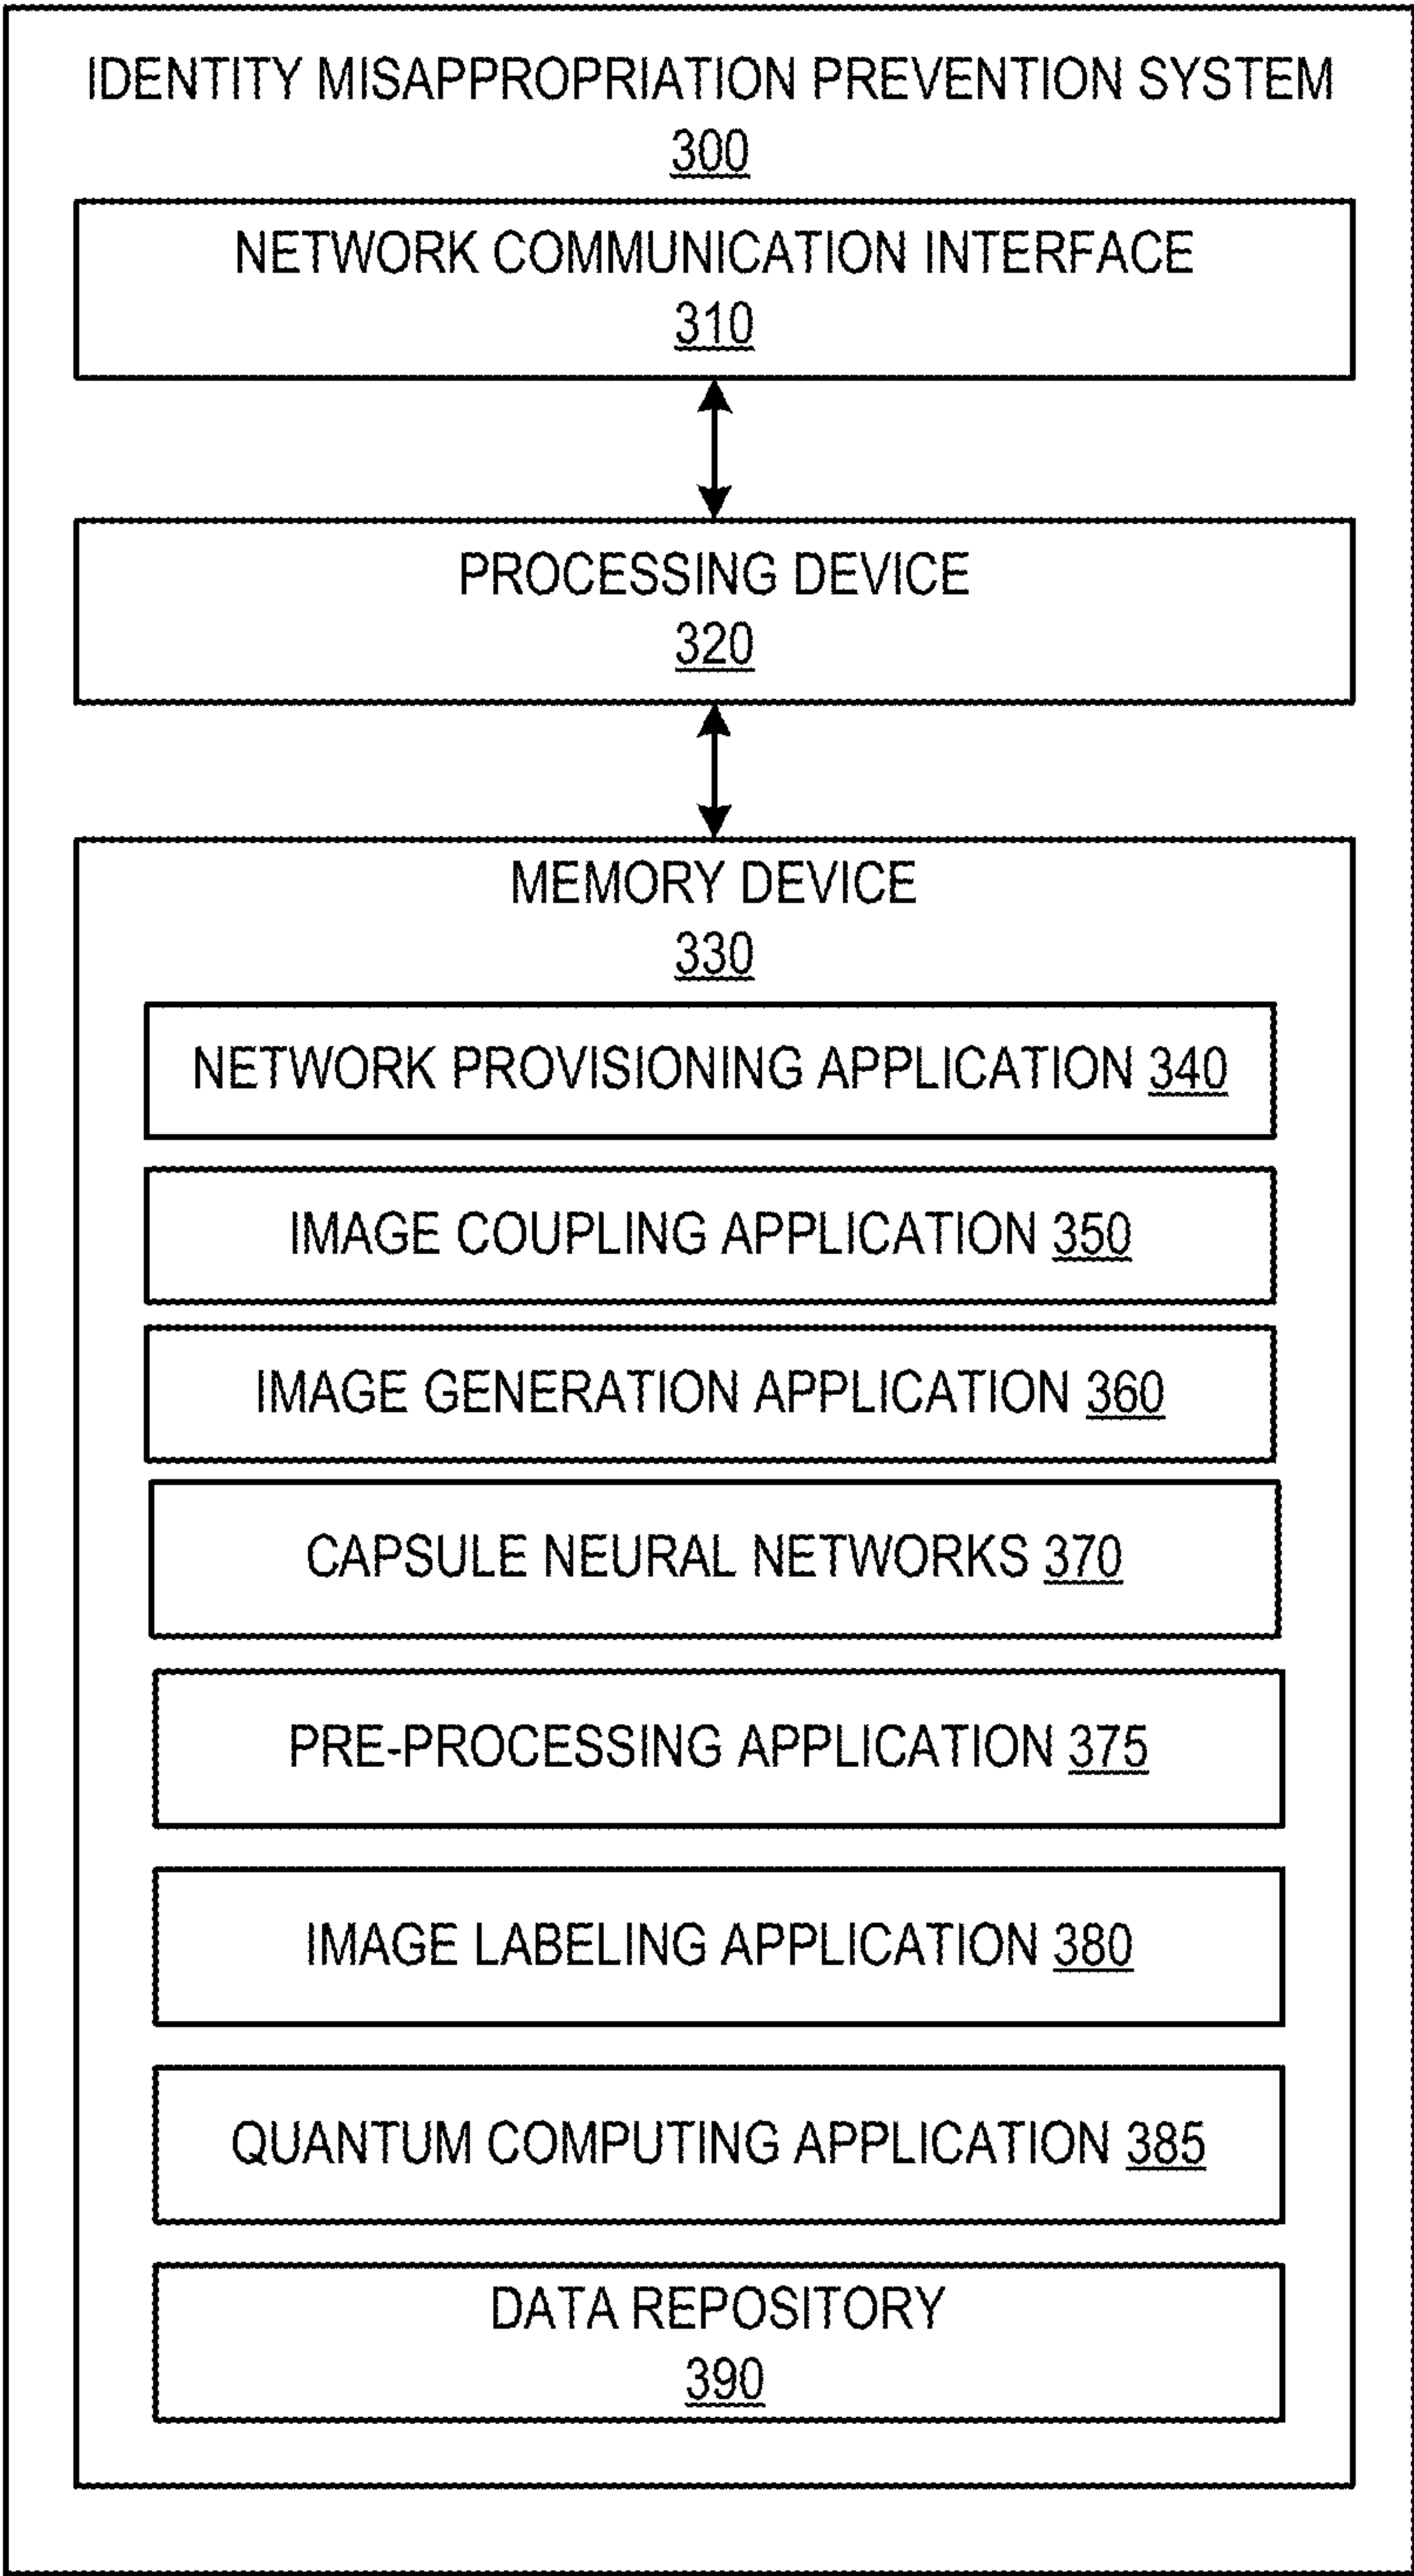 IDENTITY MISAPPROPRIATION PREVENTION SYSTEM
300
NETWORK COMMUNICATION INTERFACE
310
PROCESSING DEVICE
320
MEMORY DEVICE
330
NETWORK PROVISIONING APPLICATION 340
IMAGE COUPLING APPLICATION 350
IMAGE GENERATION APPLICATION 360
CAPSULE NEURAL NETWORKS 370
PRE-PROCESSING APPLICATION 375
IMAGE LABELING APPLICATION 380
QUANTUM COMPUTING APPLICATION 385
DATA REPOSITORY
390